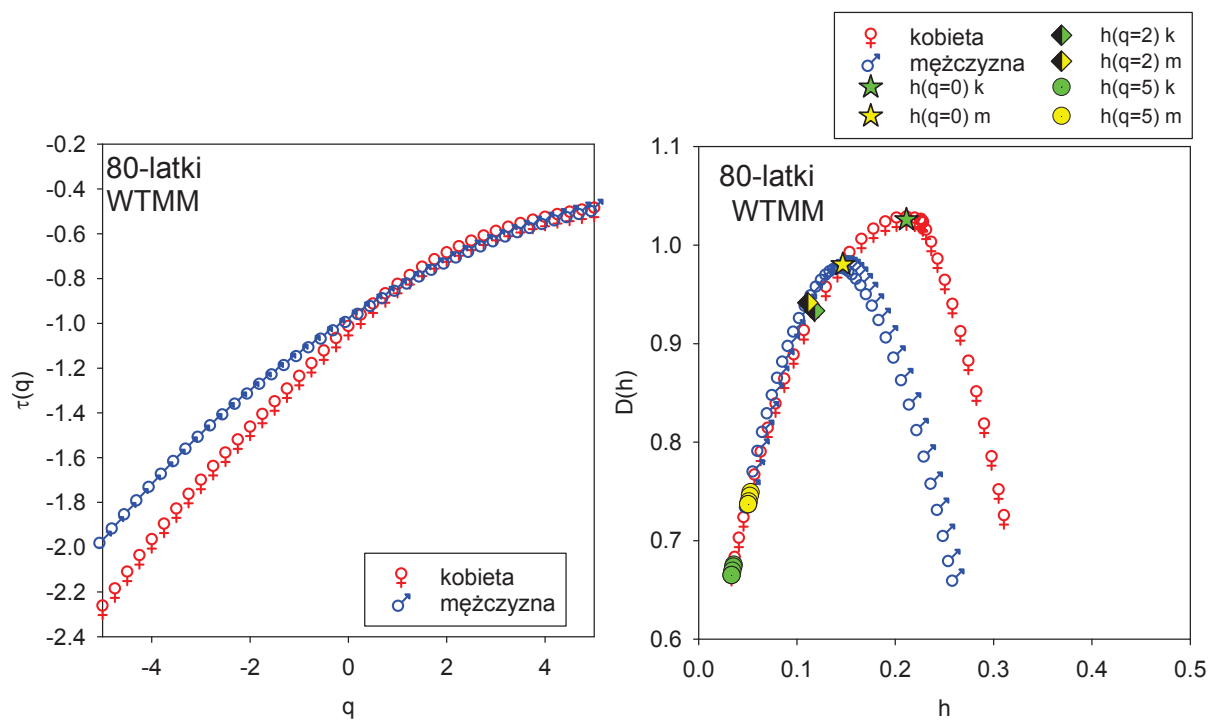 kobieta
mężczyzna
h(q=0) k
h(q=0) m
h(q=2) k
h(q=2) m
h(q=5) k
h(q=5) m
80-latki
WTMM
τ(q)
-0.2
-0.4
-0.6
-0.8
-1.0
-1.2
-1.4
-1.6
-1.8
-2.0
-2.2
-2.4
-4 -2 0 2 4
q
kobieta
mężczyzna
80-latki
WTMM
D(h)
1.1
1.0
0.9
0.8
0.7
0.6
0.0 0.1 0.2 0.3 0.4 0.5
h